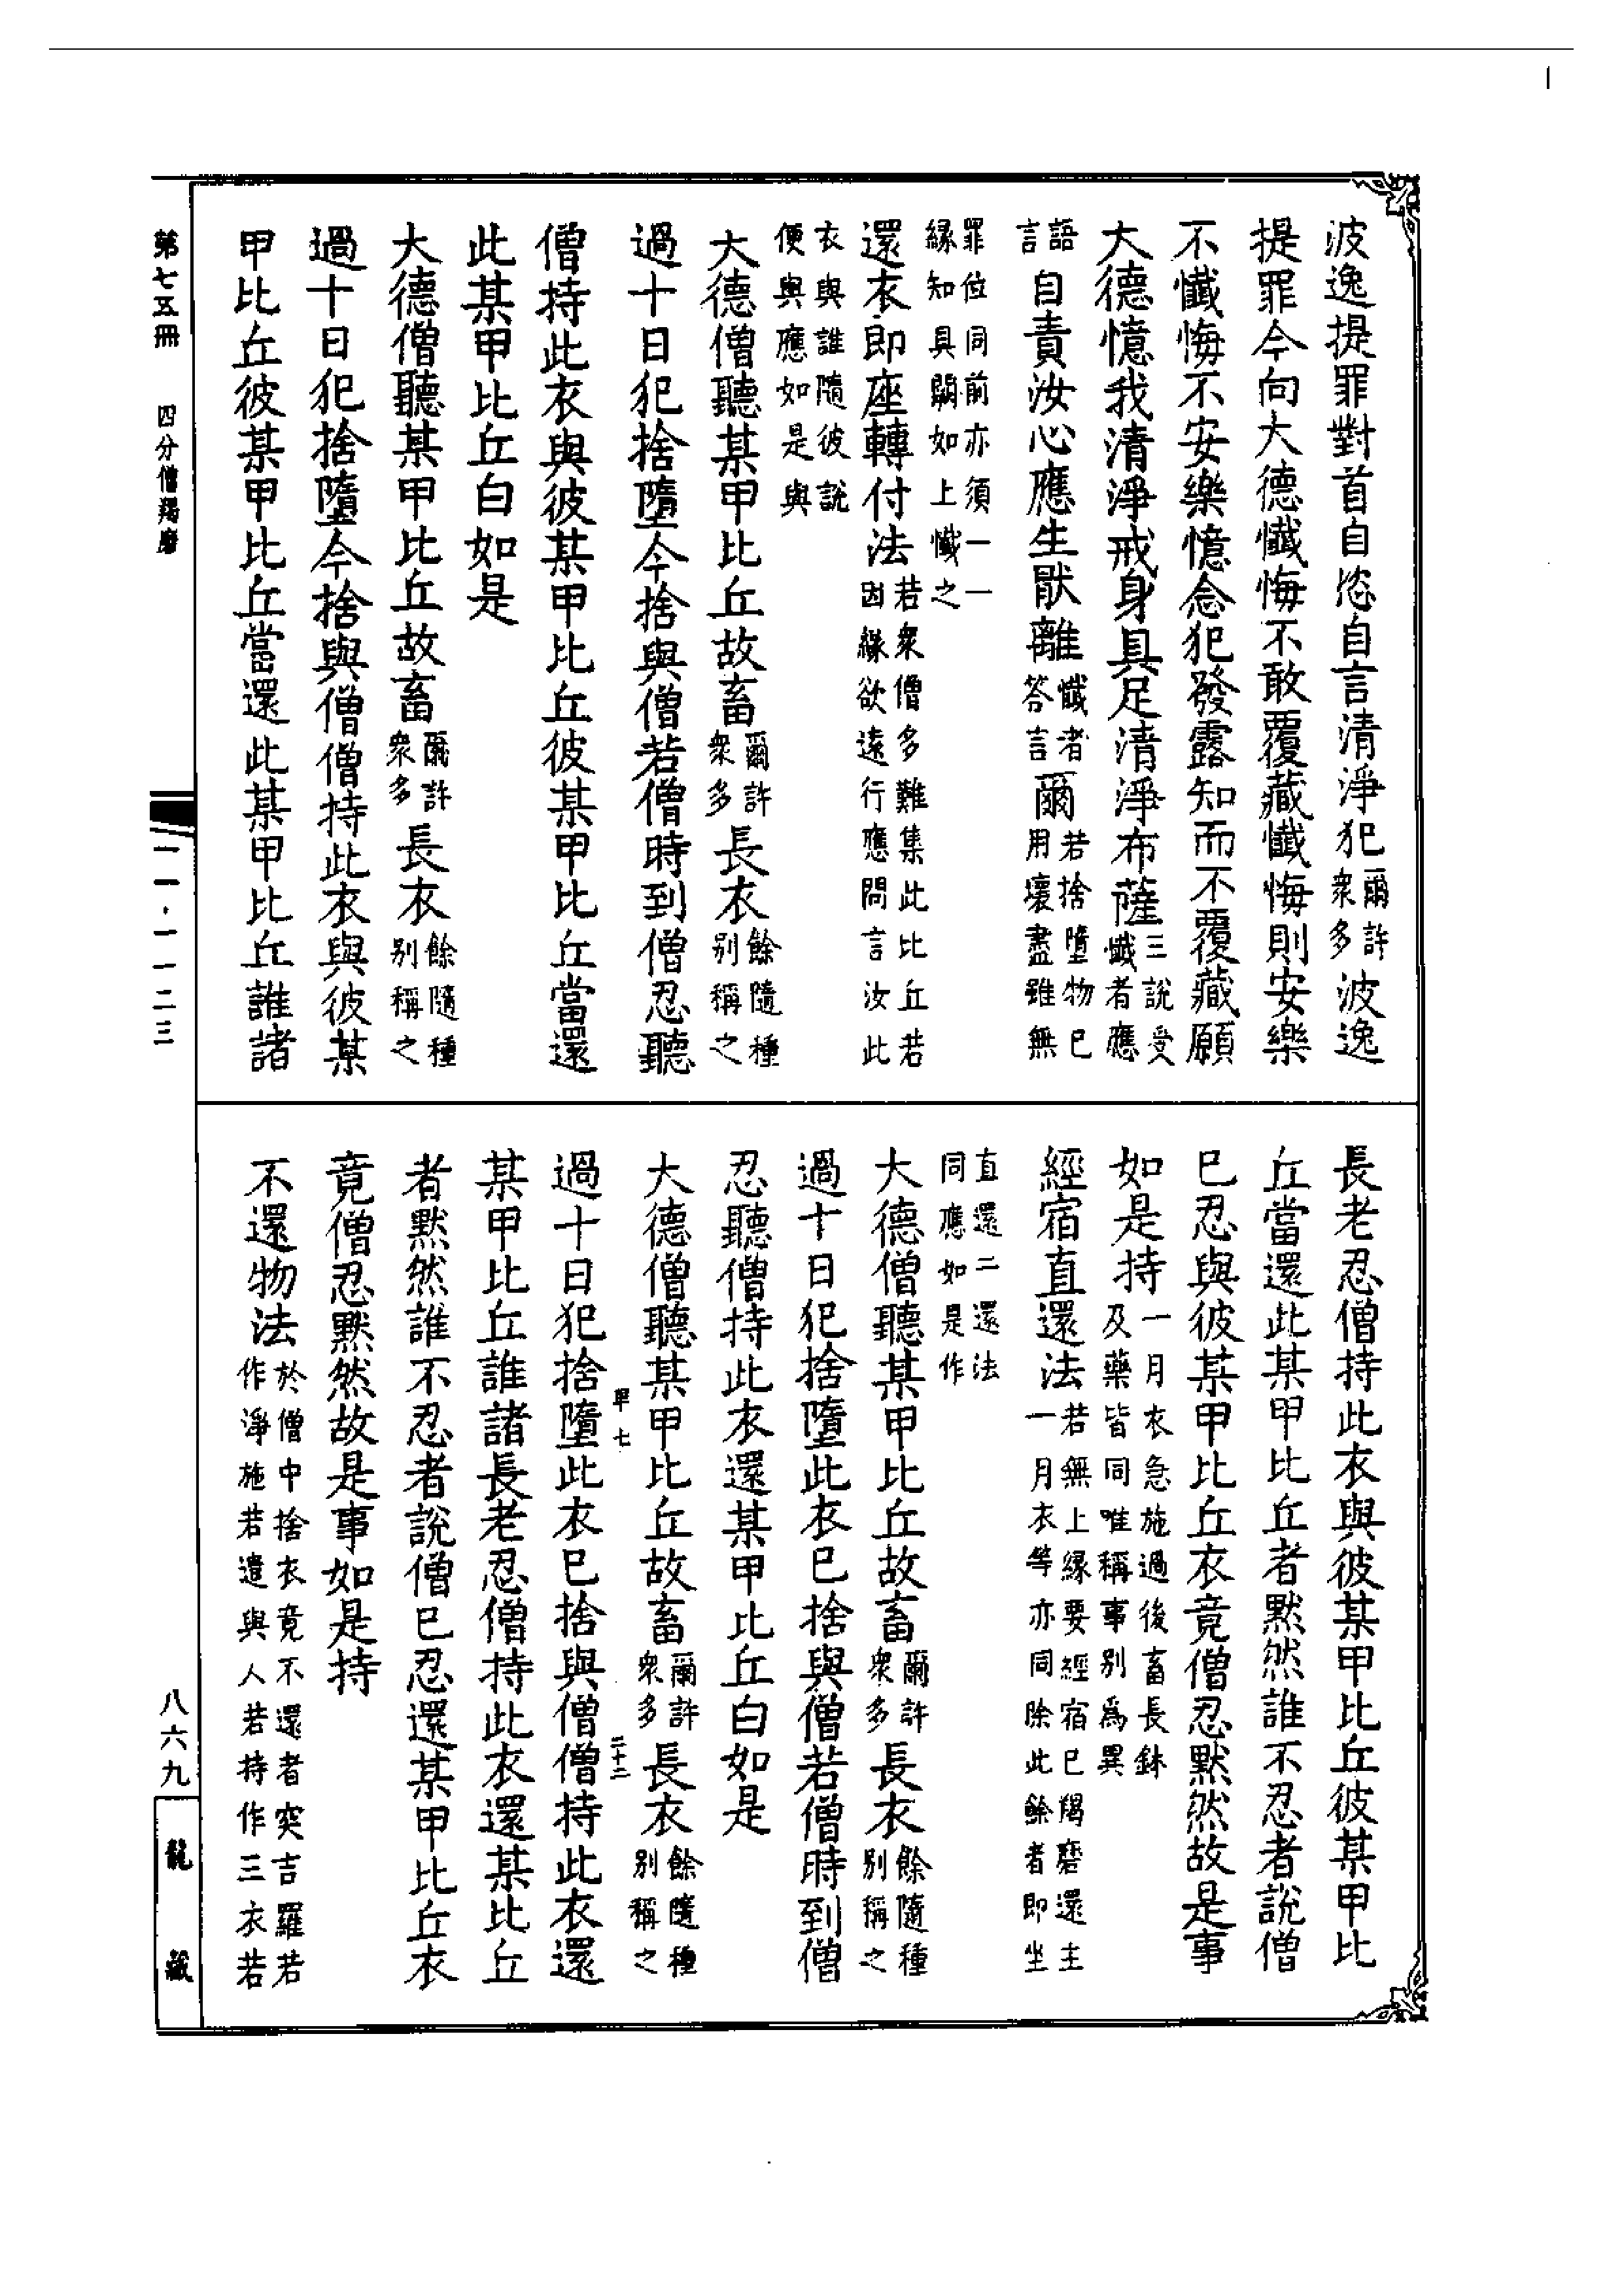 波逸提罪對首自恣自言清淨犯爾許衆多波逸
提罪今向大德懺悔不敢覆藏懺悔則安樂
不懺悔不安樂憶念犯發露知而不覆藏願
大德憶我清淨戒身具足清淨布薩三說受懺者應
語言自責汝心應生厭離懺者答言爾若捨墮物已用壞盡雖無
罪位同前亦須一一緣知具闕如上懺之
還衣即座轉付法若衆僧多難集此比丘若因緣欲遠行應問言汝此
衣與誰隨彼說便與應如是與
大德僧聽某甲比丘故畜爾許衆多長衣餘隨種別稱之
過十日犯捨墮今捨與僧若僧時到僧忍聽
僧持此衣與彼某甲比丘彼某甲比丘當還
此某甲比丘白如是
大德僧聽某甲比丘故畜爾許衆多長衣餘隨種別稱之
過十日犯捨墮今捨與僧僧持此衣與彼某
甲比丘彼某甲比丘當還此某甲比丘誰諸
長老忍僧持此衣與彼某甲比丘彼某甲比
丘當還此某甲比丘者默然誰不忍者說僧
已忍與彼某甲比丘衣竟僧忍默然故是事
如是持一月衣急施過後畜長鉢及藥皆同唯稱事別爲異
經宿直還法若無上緣要經宿已羯磨還主一月衣等亦同除此餘者即坐
直還二還法同應如是作
大德僧聽某甲比丘故畜爾許衆多長衣餘隨種別稱之
過十日犯捨墮此衣已捨與僧若僧時到僧
忍聽僧持此衣還某甲比丘白如是
大德僧聽某甲比丘故畜爾許衆多長衣餘隨種別稱之
過十日犯捨墮此衣已捨與僧僧持此衣還
某甲比丘誰諸長老忍僧持此衣還某比丘
者默然誰不忍者說僧已忍還某甲比丘衣
竟僧忍默然故是事如是持
不還物法於僧中捨衣竟不還者突吉羅若作淨施若遣與人若持作三衣若
第七五冊
四分僧羯磨
一一·一一二三
八六九
龍藏
二十二